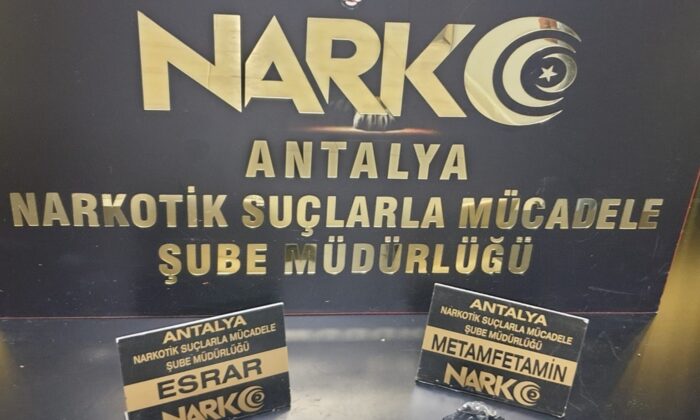 NARKO
ANTALYA
NARKOTİK SUÇLARLA MÜCADELE
ŞUBE MÜDÜRLÜĞÜ
ANTALYA
NARKOTİK SUÇLARLA MÜCADELE
ŞUBE MÜDÜRLÜĞÜ
ESRAR
NARKO
ANTALYA
NARKOTİK SUÇLARLA MÜCADELE
ŞUBE MÜDÜRLÜĞÜ
METAMFETAMİN
NARKO